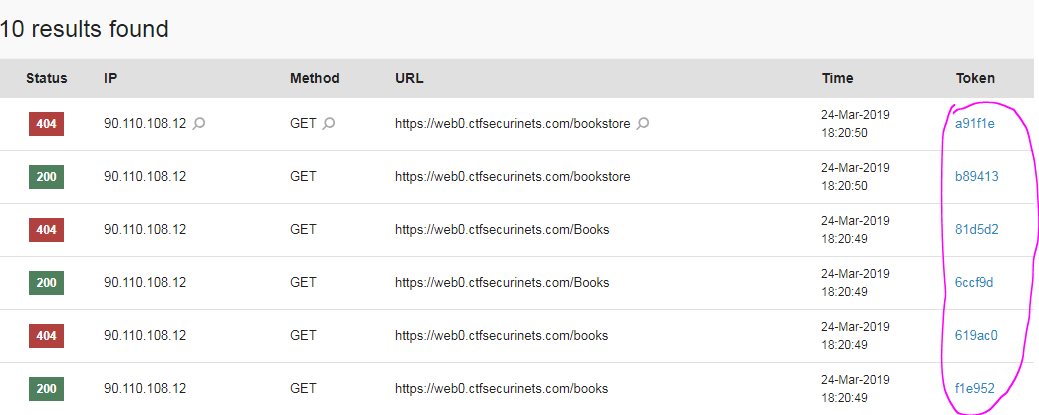 10 results found
Status IP Method URL Time Token
404 90.110.108.12 GET https://web0.ctfsecurinets.com/bookstore 24-Mar-2019 18:20:50 a91f1e
200 90.110.108.12 GET https://web0.ctfsecurinets.com/bookstore 24-Mar-2019 18:20:50 b89413
404 90.110.108.12 GET https://web0.ctfsecurinets.com/Books 24-Mar-2019 18:20:49 81d5d2
200 90.110.108.12 GET https://web0.ctfsecurinets.com/Books 24-Mar-2019 18:20:49 6ccf9d
404 90.110.108.12 GET https://web0.ctfsecurinets.com/books 24-Mar-2019 18:20:49 619ac0
200 90.110.108.12 GET https://web0.ctfsecurinets.com/books 24-Mar-2019 18:20:49 f1e952